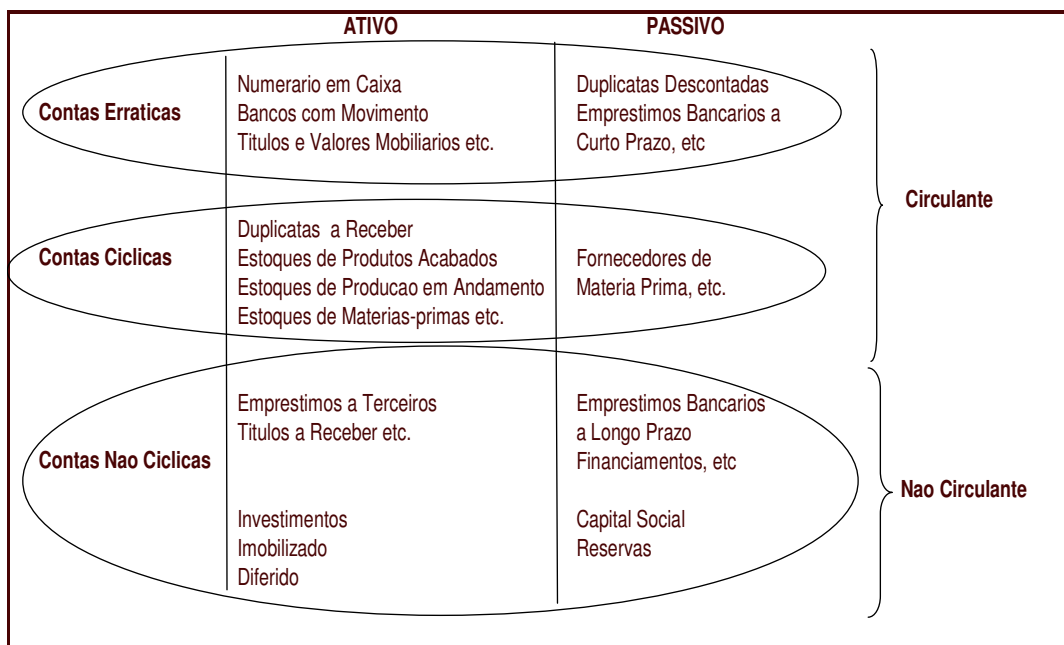 ATIVO
PASSIVO
Contas Erraticas
Numerario em Caixa
Bancos com Movimento
Titulos e Valores Mobiliarios etc.
Duplicatas Descontadas
Emprestimos Bancarios a
Curto Prazo, etc
Circulante
Contas Ciclicas
Duplicatas a Receber
Estoques de Produtos Acabados
Estoques de Producao em Andamento
Estoques de Materias-primas etc.
Fornecedores de
Materia Prima, etc.
Contas Nao Ciclicas
Emprestimos a Terceiros
Titulos a Receber etc.
Investimentos
Imobilizado
Diferido
Emprestimos Bancarios
a Longo Prazo
Financiamentos, etc
Capital Social
Reservas
Nao Circulante